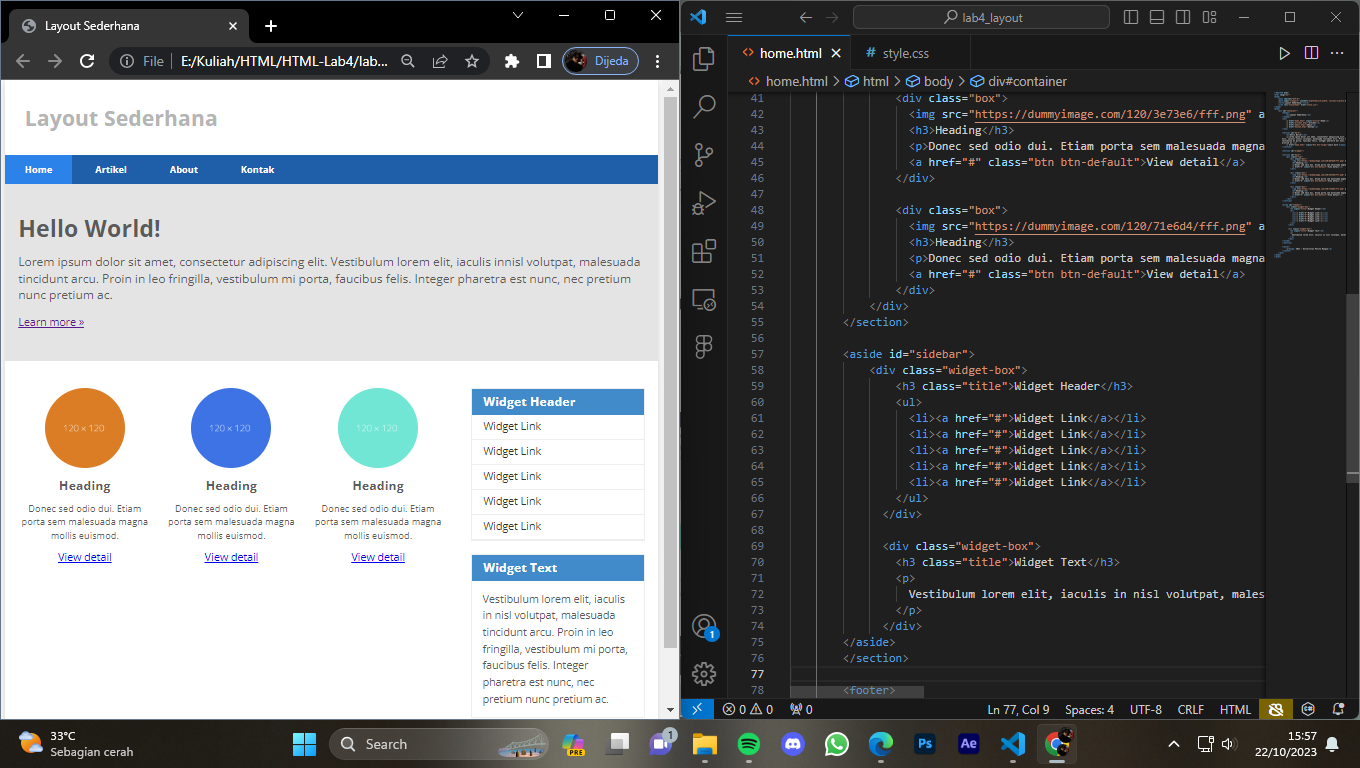 Layout Sederhana
File
E:/Kuliah/HTML/HTML-Lab4/lab...
Dijeda
Layout Sederhana
Home Artikel About Kontak
Hello World!
Lorem ipsum dolor sit amet, consectetur adipiscing elit. Vestibulum lorem elit, iaculis innisl volutpat, malesuada
tincidunt arcu. Proin in leo fringilla, vestibulum mi porta, faucibus felis. Integer pharetra est nunc, nec pretium
nunc pretium ac.
Learn more »
120 × 120
Heading
Donec sed odio dui. Etiam
porta sem malesuada magna
mollis euismod.
View detail
120 × 120
Heading
Donec sed odio dui. Etiam
porta sem malesuada magna
mollis euismod.
View detail
120 × 120
Heading
Donec sed odio dui. Etiam
porta sem malesuada magna
mollis euismod.
View detail
Widget Header
Widget Link
Widget Link
Widget Link
Widget Link
Widget Link
Widget Text
Vestibulum lorem elit, iaculis
in nisl volutpat, malesuada
tincidunt arcu. Proin in leo
fringilla, vestibulum mi porta,
faucibus felis. Integer
pharetra est nunc, nec
pretium nunc pretium ac.
lab4_layout
home.html
# style.css
home.html > html > body > div#container
41 <div class="box">
42 <img src="https://dummyimage.com/120/3e73e6/fff.png" a
43 <h3>Heading</h3>
44 <p>Donec sed odio dui. Etiam porta sem malesuada magna
45 <a href="#" class="btn btn-default">View detail</a>
46 </div>
47
48 <div class="box">
49 <img src="https://dummyimage.com/120/71e6d4/fff.png" a
50 <h3>Heading</h3>
51 <p>Donec sed odio dui. Etiam porta sem malesuada magna
52 <a href="#" class="btn btn-default">View detail</a>
53 </div>
54 </div>
55 </section>
56
57 <aside id="sidebar">
58 <div class="widget-box">
59 <h3 class="title">Widget Header</h3>
60 <ul>
61 <li><a href="#">Widget Link</a></li>
62 <li><a href="#">Widget Link</a></li>
63 <li><a href="#">Widget Link</a></li>
64 <li><a href="#">Widget Link</a></li>
65 <li><a href="#">Widget Link</a></li>
66 </ul>
67 </div>
68
69 <div class="widget-box">
70 <h3 class="title">Widget Text</h3>
71 <p>
72 Vestibulum lorem elit, iaculis in nisl volutpat, males
73 </p>
74 </div>
75 </aside>
76 </section>
77
78 <footer>
1
0 0 0 Ln 77, Col 9 Spaces: 4 UTF-8 CRLF HTML
33°C
Sebagian cerah
Search
PRE
1
Ps
Ae
15:57
22/10/2023